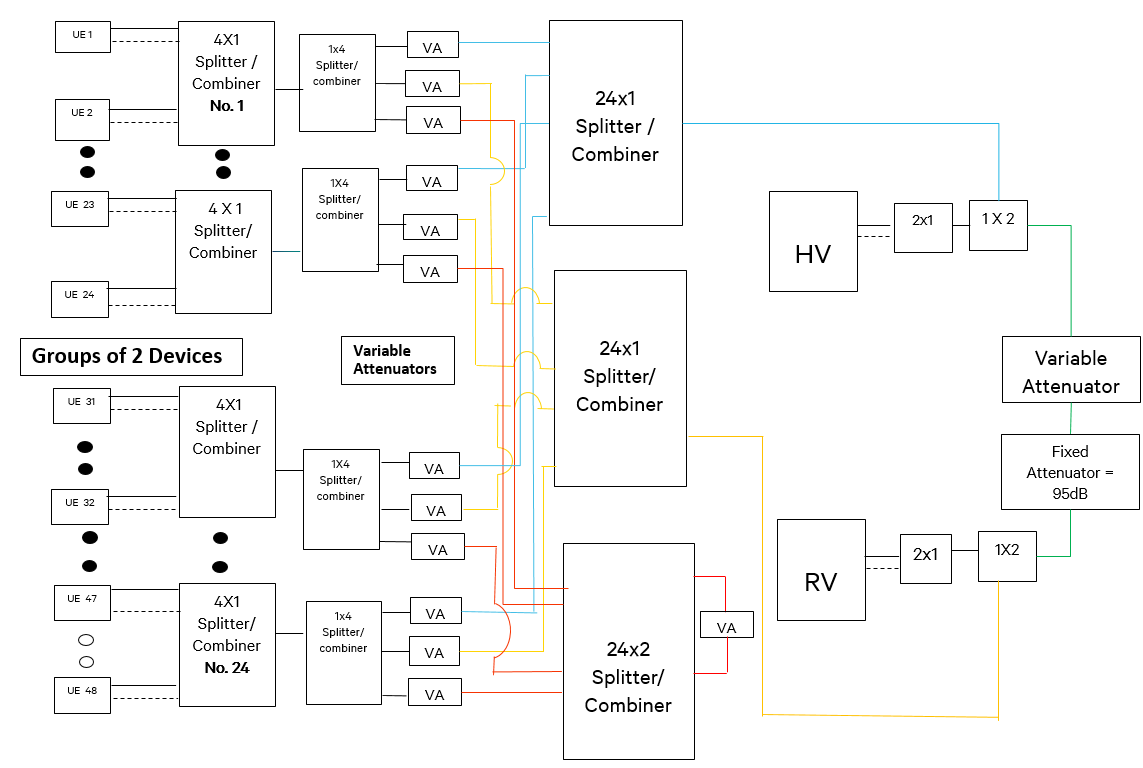 UE 1
UE 2
UE 23
UE 24
4X1
Splitter /
Combiner
No. 1
4 X 1
Splitter/
Combiner
1x4
Splitter/
combiner
VA
VA
VA
1X4
Splitter/
combiner
VA
VA
VA
Groups of 2 Devices
Variable
Attenuators
UE 31
UE 32
UE 47
UE 48
4X1
Splitter /
Combiner
4X1
Splitter/
Combiner
No. 24
1X4
Splitter/
combiner
VA
VA
VA
1x4
Splitter/
combiner
VA
VA
VA
24x1
Splitter /
Combiner
24x1
Splitter/
Combiner
24x2
Splitter/
Combiner
VA
HV
2x1
1 X 2
Variable
Attenuator
Fixed
Attenuator =
95dB
RV
2x1
1X2